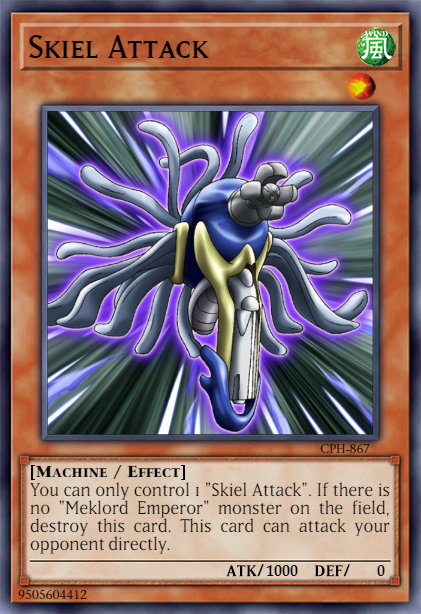 SKIEL ATTACK
WIND
風
CPH-867
[MACHINE / EFFECT]
You can only control 1 "Skiel Attack". If there is
no "Meklord Emperor" monster on the field,
destroy this card. This card can attack your
opponent directly.
ATK/1000 DEF/ 0
9505604412